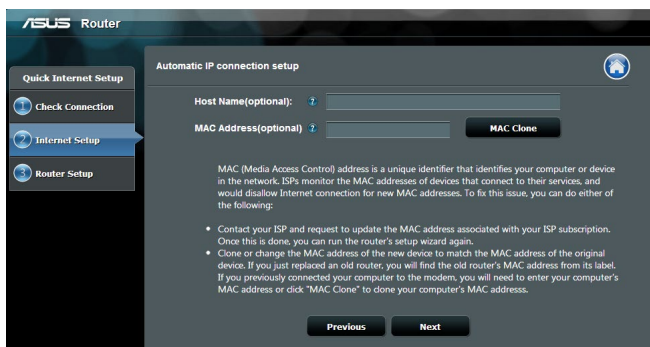 ASUS Router
Quick Internet Setup
1 Check Connection
2 Internet Setup
3 Router Setup
Automatic IP connection setup
Host Name(optional): ?
MAC Address(optional) ? MAC Clone
MAC (Media Access Control) address is a unique identifier that identifies your computer or device
in the network. ISPs monitor the MAC addresses of devices that connect to their services, and
would disallow Internet connection for new MAC addresses. To fix this issue, you can do either of
the following:
• Contact your ISP and request to update the MAC address associated with your ISP subscription.
Once this is done, you can run the router's setup wizard again.
• Clone or change the MAC address of the new device to match the MAC address of the original
device. If you just replaced an old router, you will find the old router's MAC address from its label.
If you previously connected your computer to the modem, you will need to enter your computer's
MAC address or click "MAC Clone" to clone your computer's MAC addresss.
Previous Next